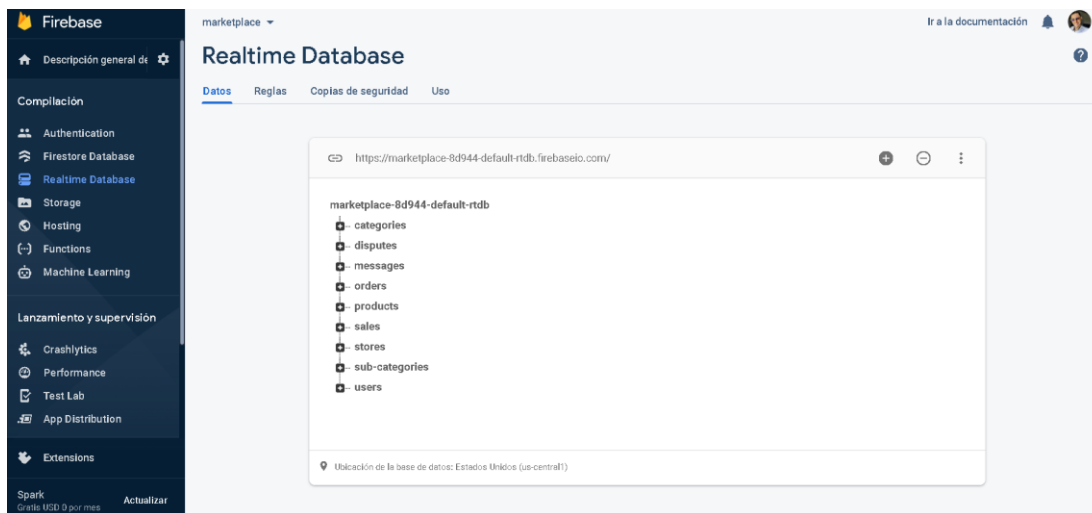 Firebase
Descripción general de
Compilación
Authentication
Firestore Database
Realtime Database
Storage
Hosting
Functions
Machine Learning
Lanzamiento y supervisión
Crashlytics
Performance
Test Lab
App Distribution
Extensions
Spark
Gratis USD 0 por mes
Actualizar
marketplace
Ir a la documentación
Realtime Database
Datos Reglas Copias de seguridad Uso
https://marketplace-8d944-default-rtdb.firebaseio.com/
marketplace-8d944-default-rtdb
categories
disputes
messages
orders
products
sales
stores
sub-categories
users
Ubicación de la base de datos: Estados Unidos (us-central1)